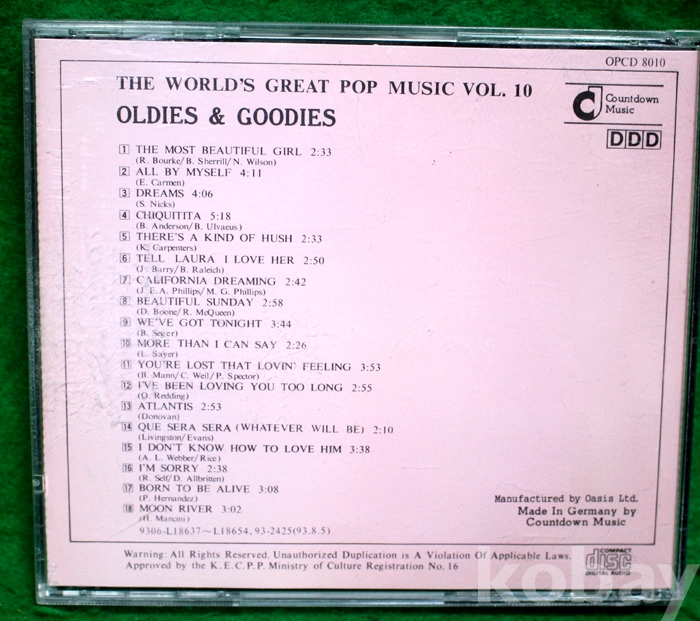 OPCD 8010
THE WORLD'S GREAT POP MUSIC VOL. 10
OLDIES & GOODIES
Countdown
Music
DDD
1 THE MOST BEAUTIFUL GIRL 2:33
(R. Bourke/B. Sherrill/N. Wilson)
2 ALL BY MYSELF 4:11
(E. Carmen)
3 DREAMS 4:06
(S. Nicks)
4 CHIQUITITA 5:18
(B. Anderson/B. Ulvaeus)
5 THERE'S A KIND OF HUSH 2:33
(K. Carpenters)
6 TELL LAURA I LOVE HER 2:50
(J. Barry/B. Raleich)
7 CALIFORNIA DREAMING 2:42
(J. E.A. Phillips/M. G. Phillips)
8 BEAUTIFUL SUNDAY 2:58
(D. Boone/R. McQueen)
9 WE'VE GOT TONIGHT 3:44
(B. Seger)
10 MORE THAN I CAN SAY 2:26
(L. Sayer)
11 YOU'RE LOST THAT LOVIN' FEELING 3:53
(B. Mann/C. Weil/P. Spector)
12 I'VE BEEN LOVING YOU TOO LONG 2:55
(O. Redding)
13 ATLANTIS 2:53
(Donovan)
14 QUE SERA SERA (WHATEVER WILL BE) 2:10
(Livingston/Evans)
15 I DON'T KNOW HOW TO LOVE HIM 3:38
(A. L. Webber/Rice)
16 I'M SORRY 2:38
(R. Self/D. Allbritten)
17 BORN TO BE ALIVE 3:08
(P. Hernandez)
18 MOON RIVER 3:02
(H. Mancini)
9306-L18637~L18654, 93-2425(93.8.5)
Manufactured by Oasis Ltd.
Made In Germany by
Countdown Music
Warning: All Rights Reserved. Unauthorized Duplication is A Violation Of Applicable Laws.
Approved by the K.E.C.P.P. Ministry of Culture Registration No. 16
COMPACT
disc
DIGITAL AUDIO
kobay